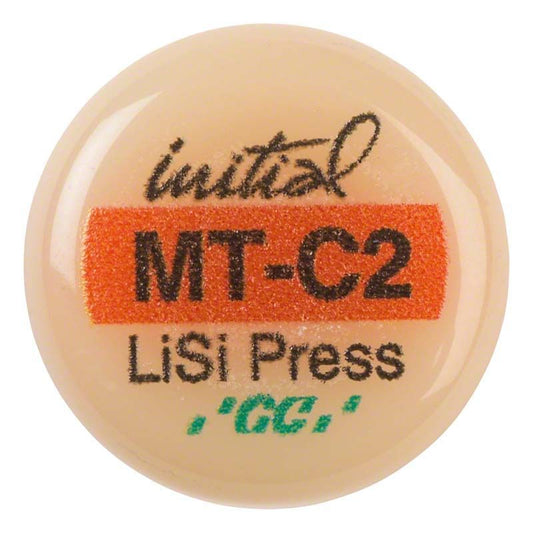 initial
MT-C2
LiSi Press
'GC,'